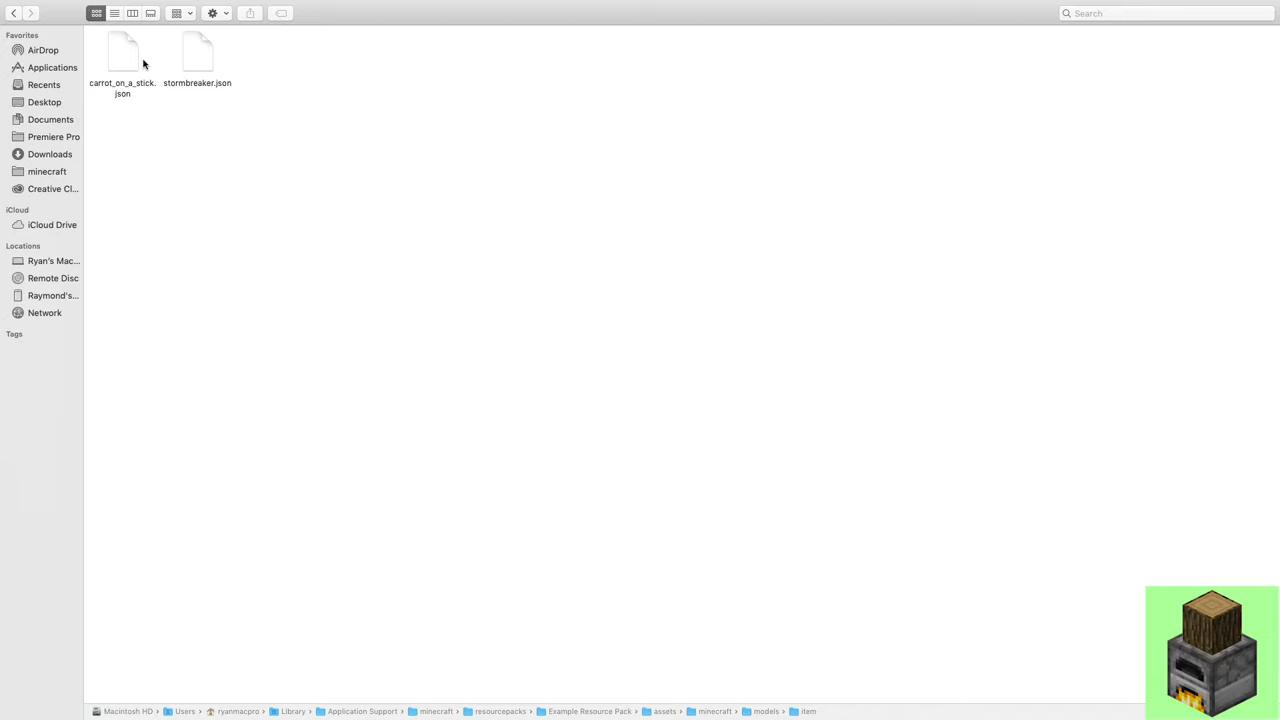 Search
Favorites
AirDrop
Applications
Recents
Desktop
Documents
Premiere Pro
Downloads
minecraft
Creative Cl...
iCloud
iCloud Drive
Locations
Ryan's Mac...
Remote Disc
Raymond's...
Network
Tags
carrot_on_a_stick.
json
stormbreaker.json
Macintosh HD › Users › ryanmacpro › Library › Application Support › minecraft › resourcepacks › Example Resource Pack › assets › minecraft › models › item